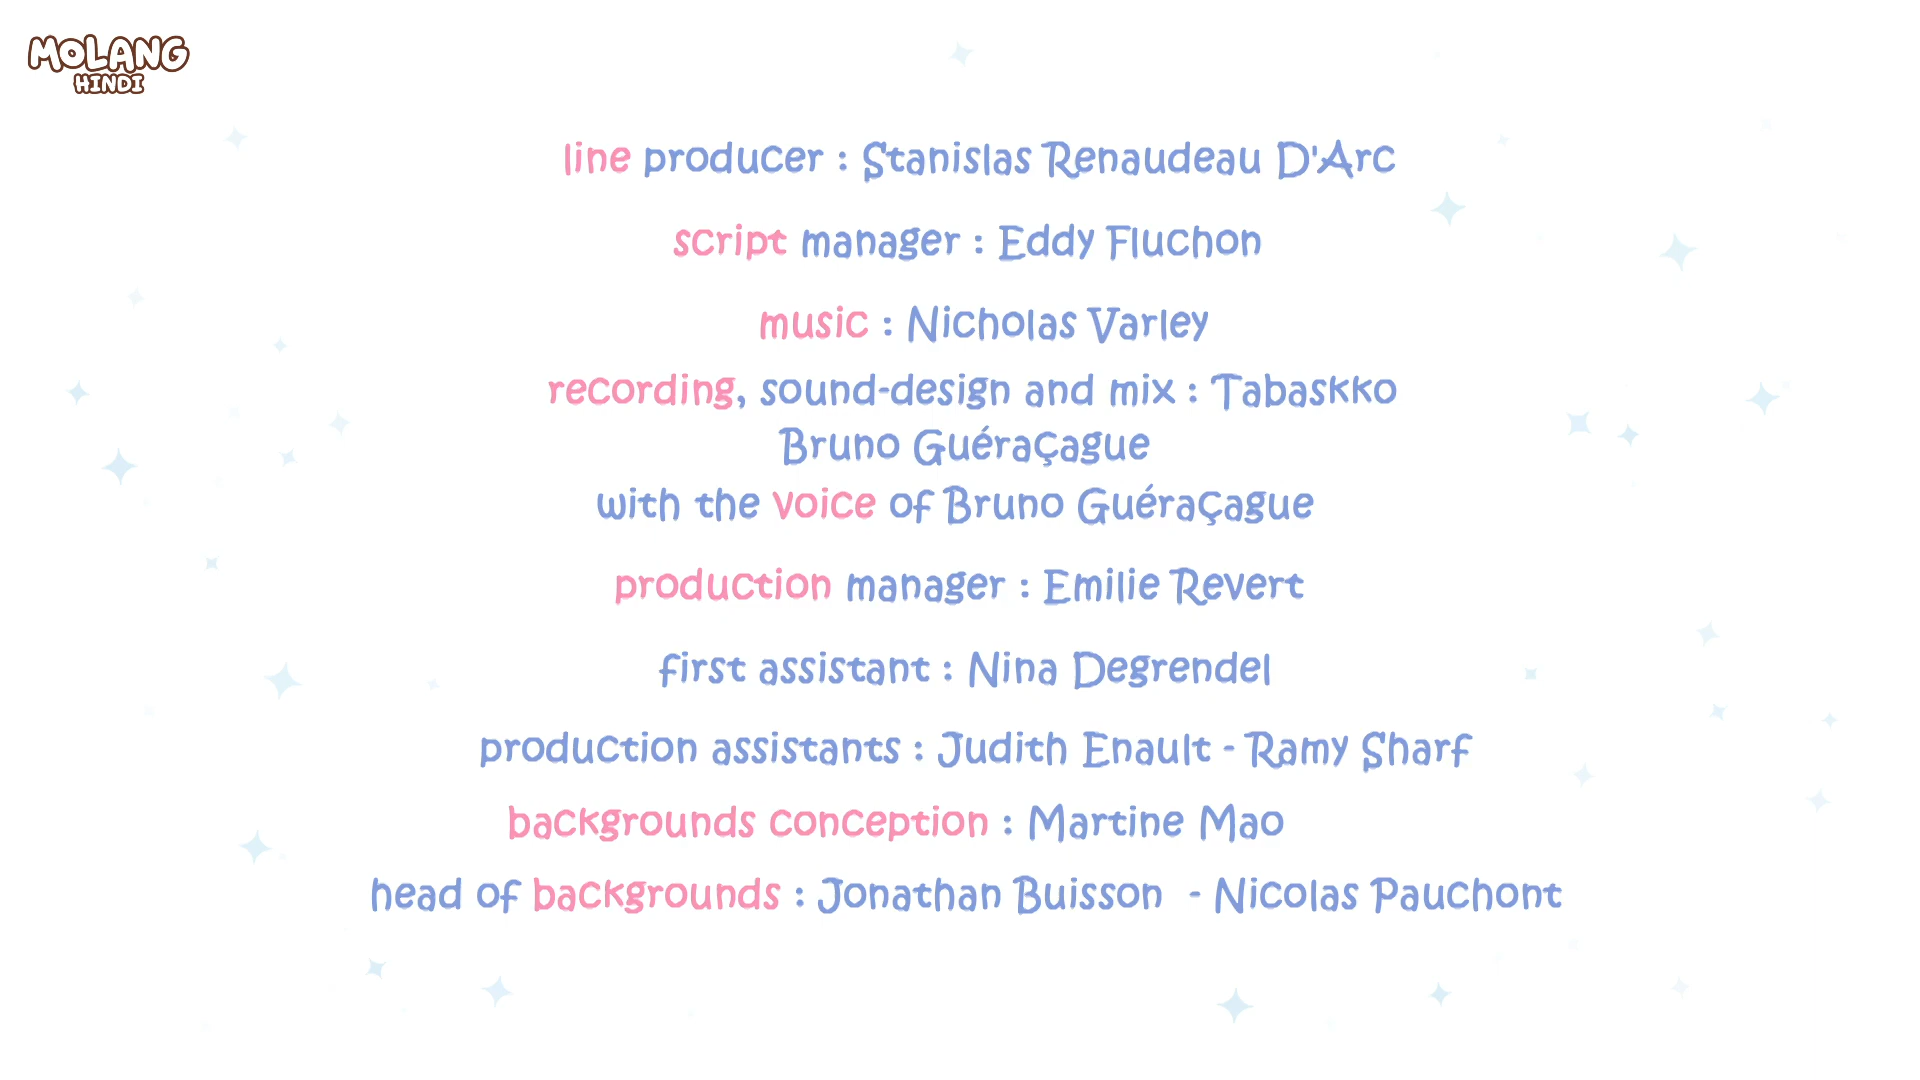 MOLANG
HINDI
line producer : Stanislas Renaudeau D'Arc
script manager : Eddy Fluchon
music : Nicholas Varley
recording, sound-design and mix : Tabaskko
Bruno Guéraçague
with the voice of Bruno Guéraçague
production manager : Emilie Revert
first assistant : Nina Degrendel
production assistants : Judith Enault - Ramy Sharf
backgrounds conception : Martine Mao
head of backgrounds : Jonathan Buisson - Nicolas Pauchont